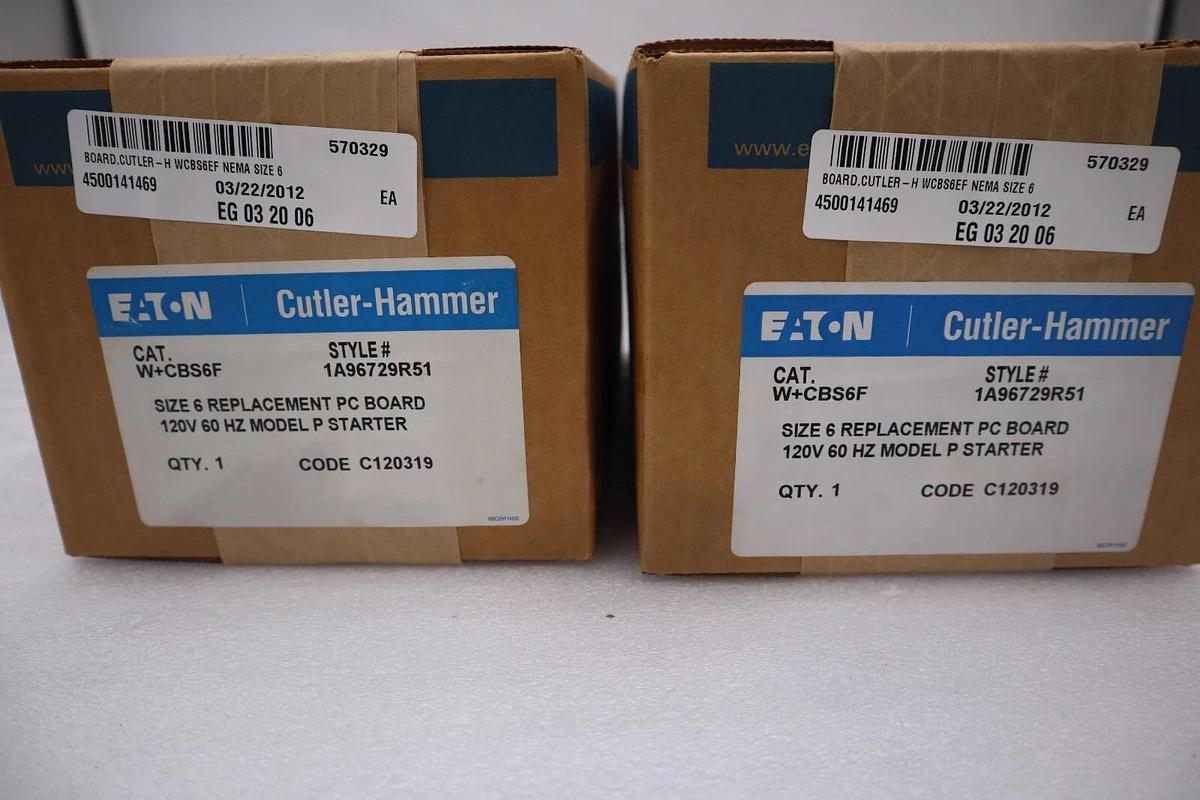 www
570329
BOARD.CUTLER-H WCBS6EF NEMA SIZE 6
4500141469 03/22/2012 EA
EG 03 20 06
EATON Cutler-Hammer
CAT. STYLE #
W+CBS6F 1A96729R51
SIZE 6 REPLACEMENT PC BOARD
120V 60 HZ MODEL P STARTER
QTY. 1 CODE C120319
www.e
570329
BOARD.CUTLER-H WCBS6EF NEMA SIZE 6
4500141469 03/22/2012 EA
EG 03 20 06
EATON Cutler-Hammer
CAT. STYLE #
W+CBS6F 1A96729R51
SIZE 6 REPLACEMENT PC BOARD
120V 60 HZ MODEL P STARTER
QTY. 1 CODE C120319